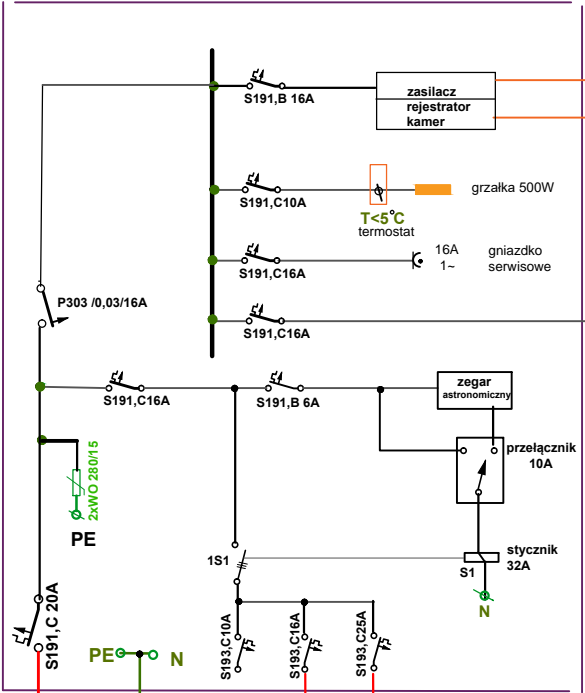 S191,B 16A
zasilacz
rejestrator
kamer
S191,C10A
T<5°C
termostat
grzałka 500W
S191,C16A
16A
1~
gniazdko
serwisowe
S191,C16A
P303 /0,03/16A
S191,C16A
S191,B 6A
zegar
astronomiczny
przełącznik
10A
2xWO 280/15
PE
1S1
S1
stycznik
32A
N
S191,C 20A
PE
N
S193,C10A
S193,C16A
S193,C25A